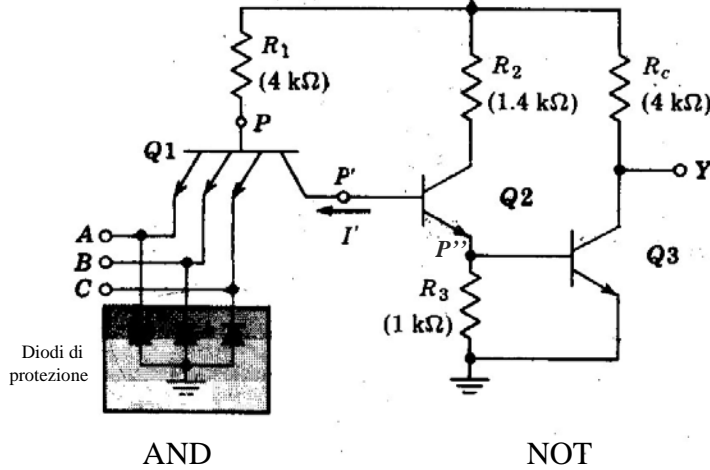 R1
(4 kΩ)
P
Q1
R2
(1.4 kΩ)
Rc
(4 kΩ)
Y
P'
I'
Q2
P''
Q3
A
B
C
R3
(1 kΩ)
Diodi di
protezione
AND
NOT